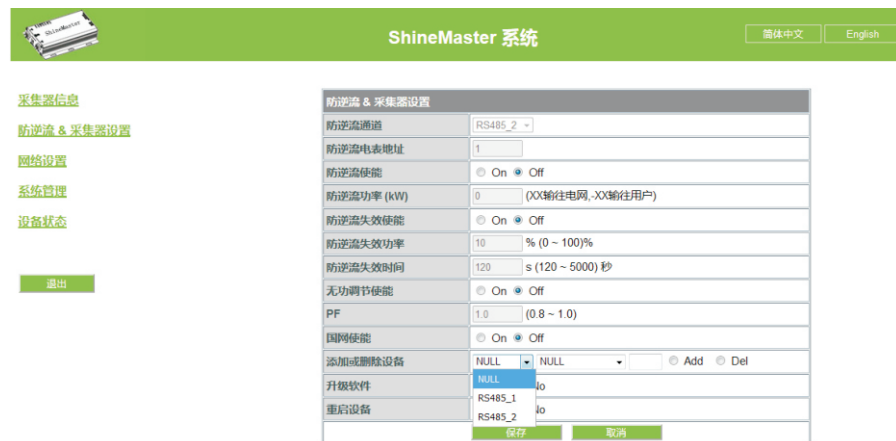 ShineMaster
ShineMaster 系统
简体中文
English
采集器信息
防逆流 & 采集器设置
网络设置
系统管理
设备状态
退出
防逆流 & 采集器设置
防逆流通道 RS485_2
防逆流电表地址 1
防逆流使能 On Off
防逆流功率 (kW) 0 (XX输往电网,-XX输往用户)
防逆流失效使能 On Off
防逆流失效功率 10 % (0 ~ 100)%
防逆流失效时间 120 s (120 ~ 5000) 秒
无功调节使能 On Off
PF 1.0 (0.8 ~ 1.0)
国网使能 On Off
添加或删除设备 NULL NULL Add Del
NULL
升级软件 No
RS485_1
重启设备 No
RS485_2
保存 取消